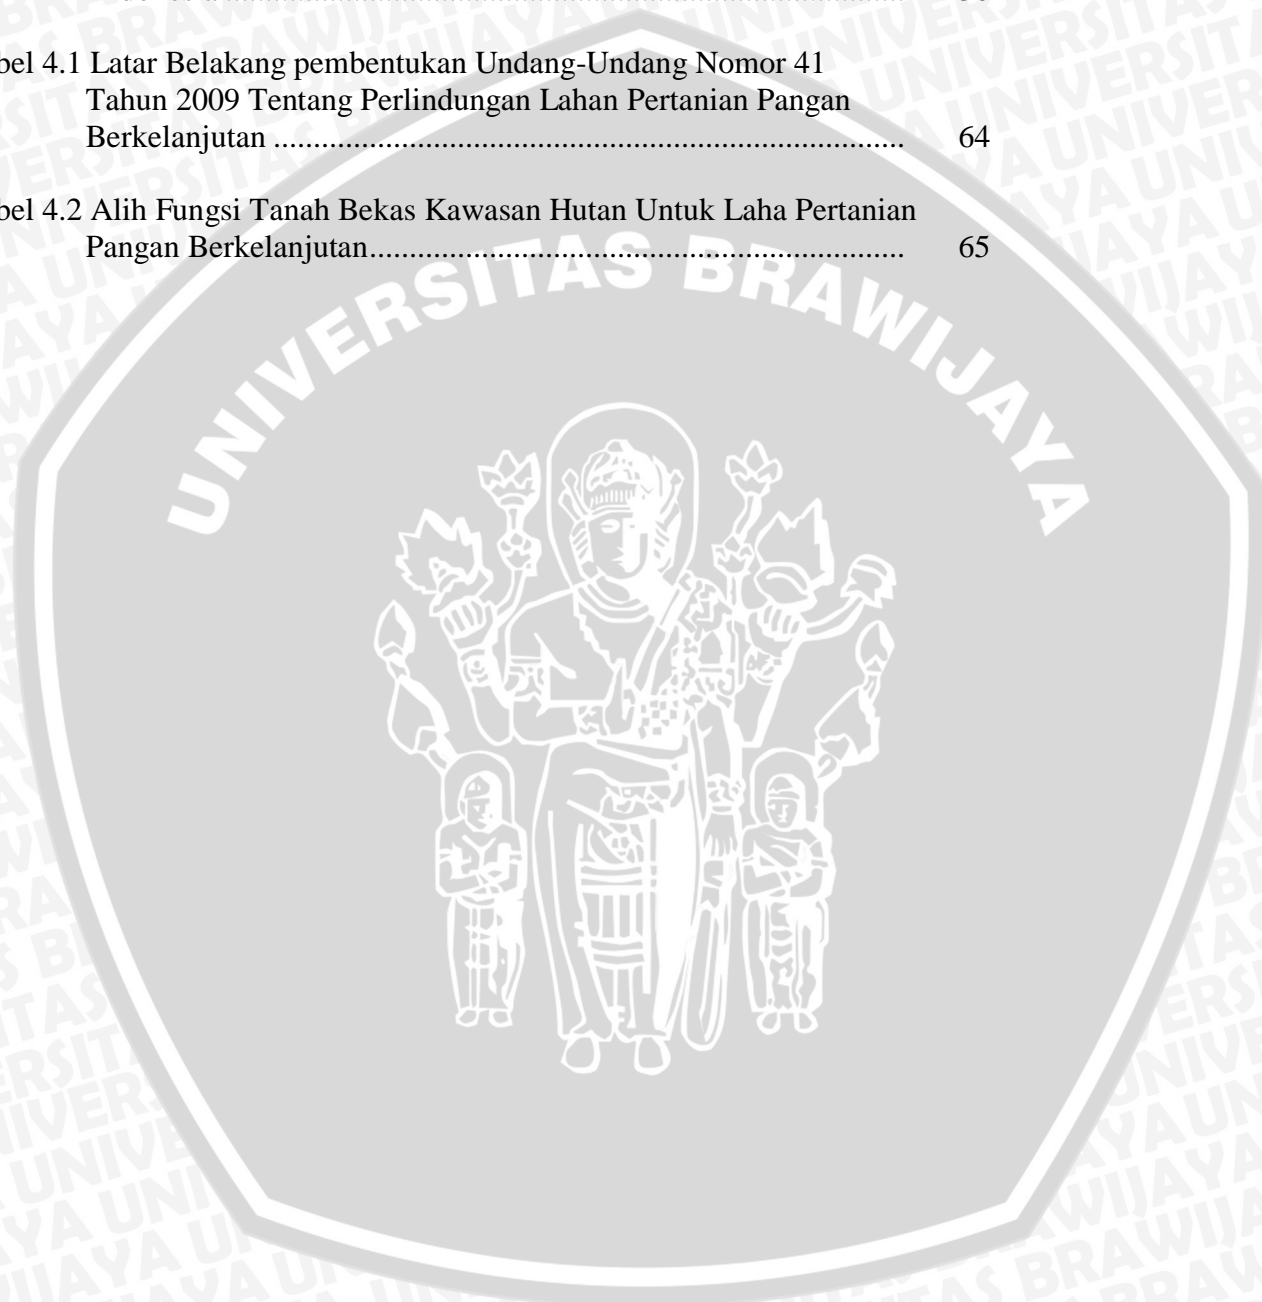 bel 4.1 Latar Belakang pembentukan Undang-Undang Nomor 41
Tahun 2009 Tentang Perlindungan Lahan Pertanian Pangan
Berkelanjutan ............................................................................... 64
bel 4.2 Alih Fungsi Tanah Bekas Kawasan Hutan Untuk Laha Pertanian
Pangan Berkelanjutan................................................................... 65
UNIVERSITAS BRAWIJAYA